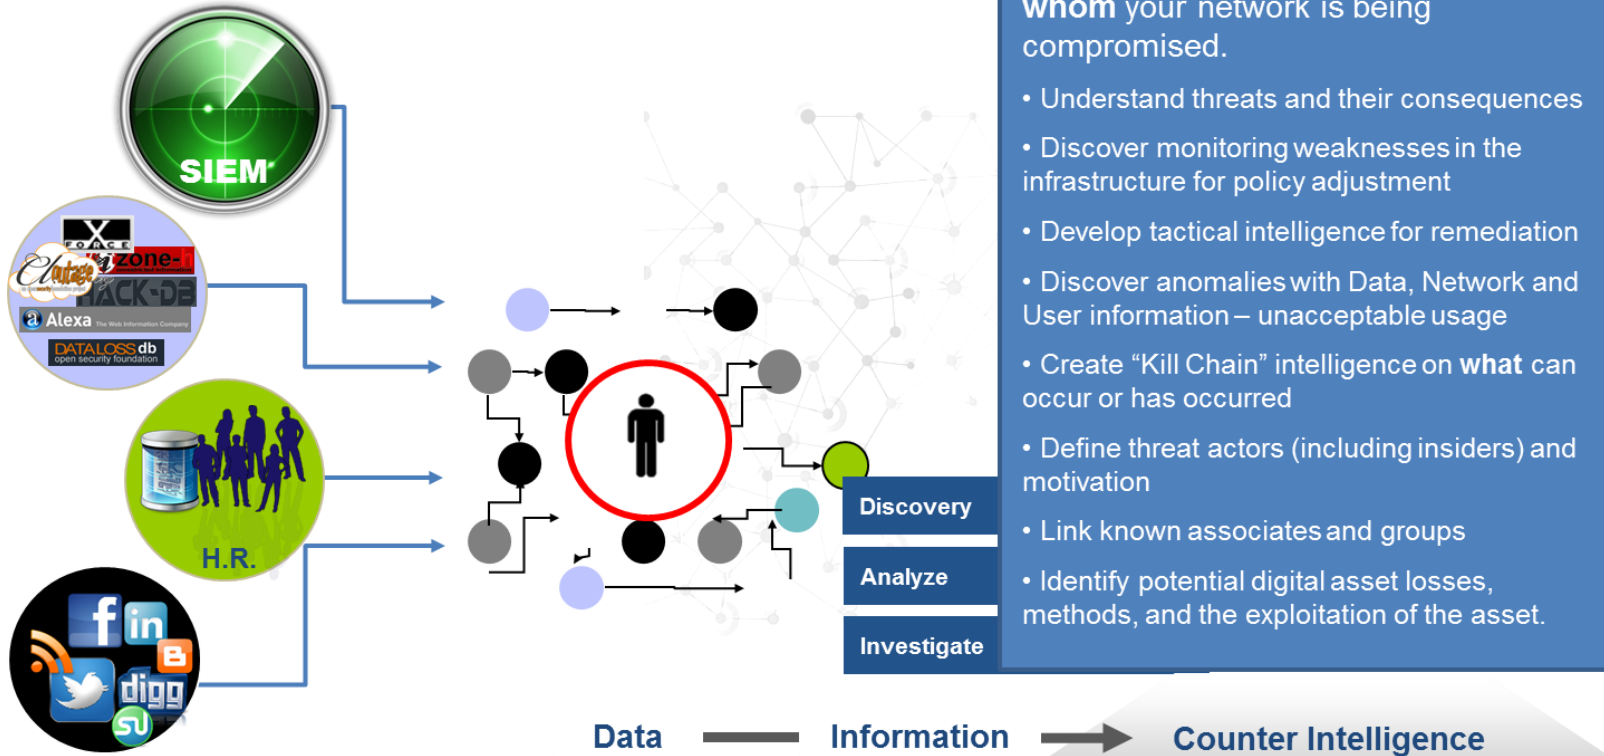 SIEM
X
FORCE
Cloutage
zone-h
HACK-DB
a Alexa The Web Information Company
DATALOSS db
open security foundation
H.R.
f
in
B
digg
Discovery
Analyze
Investigate
whom your network is being
compromised.
• Understand threats and their consequences
• Discover monitoring weaknesses in the
infrastructure for policy adjustment
• Develop tactical intelligence for remediation
• Discover anomalies with Data, Network and
User information – unacceptable usage
• Create “Kill Chain” intelligence on what can
occur or has occurred
• Define threat actors (including insiders) and
motivation
• Link known associates and groups
• Identify potential digital asset losses,
methods, and the exploitation of the asset.
Data
Information
Counter Intelligence